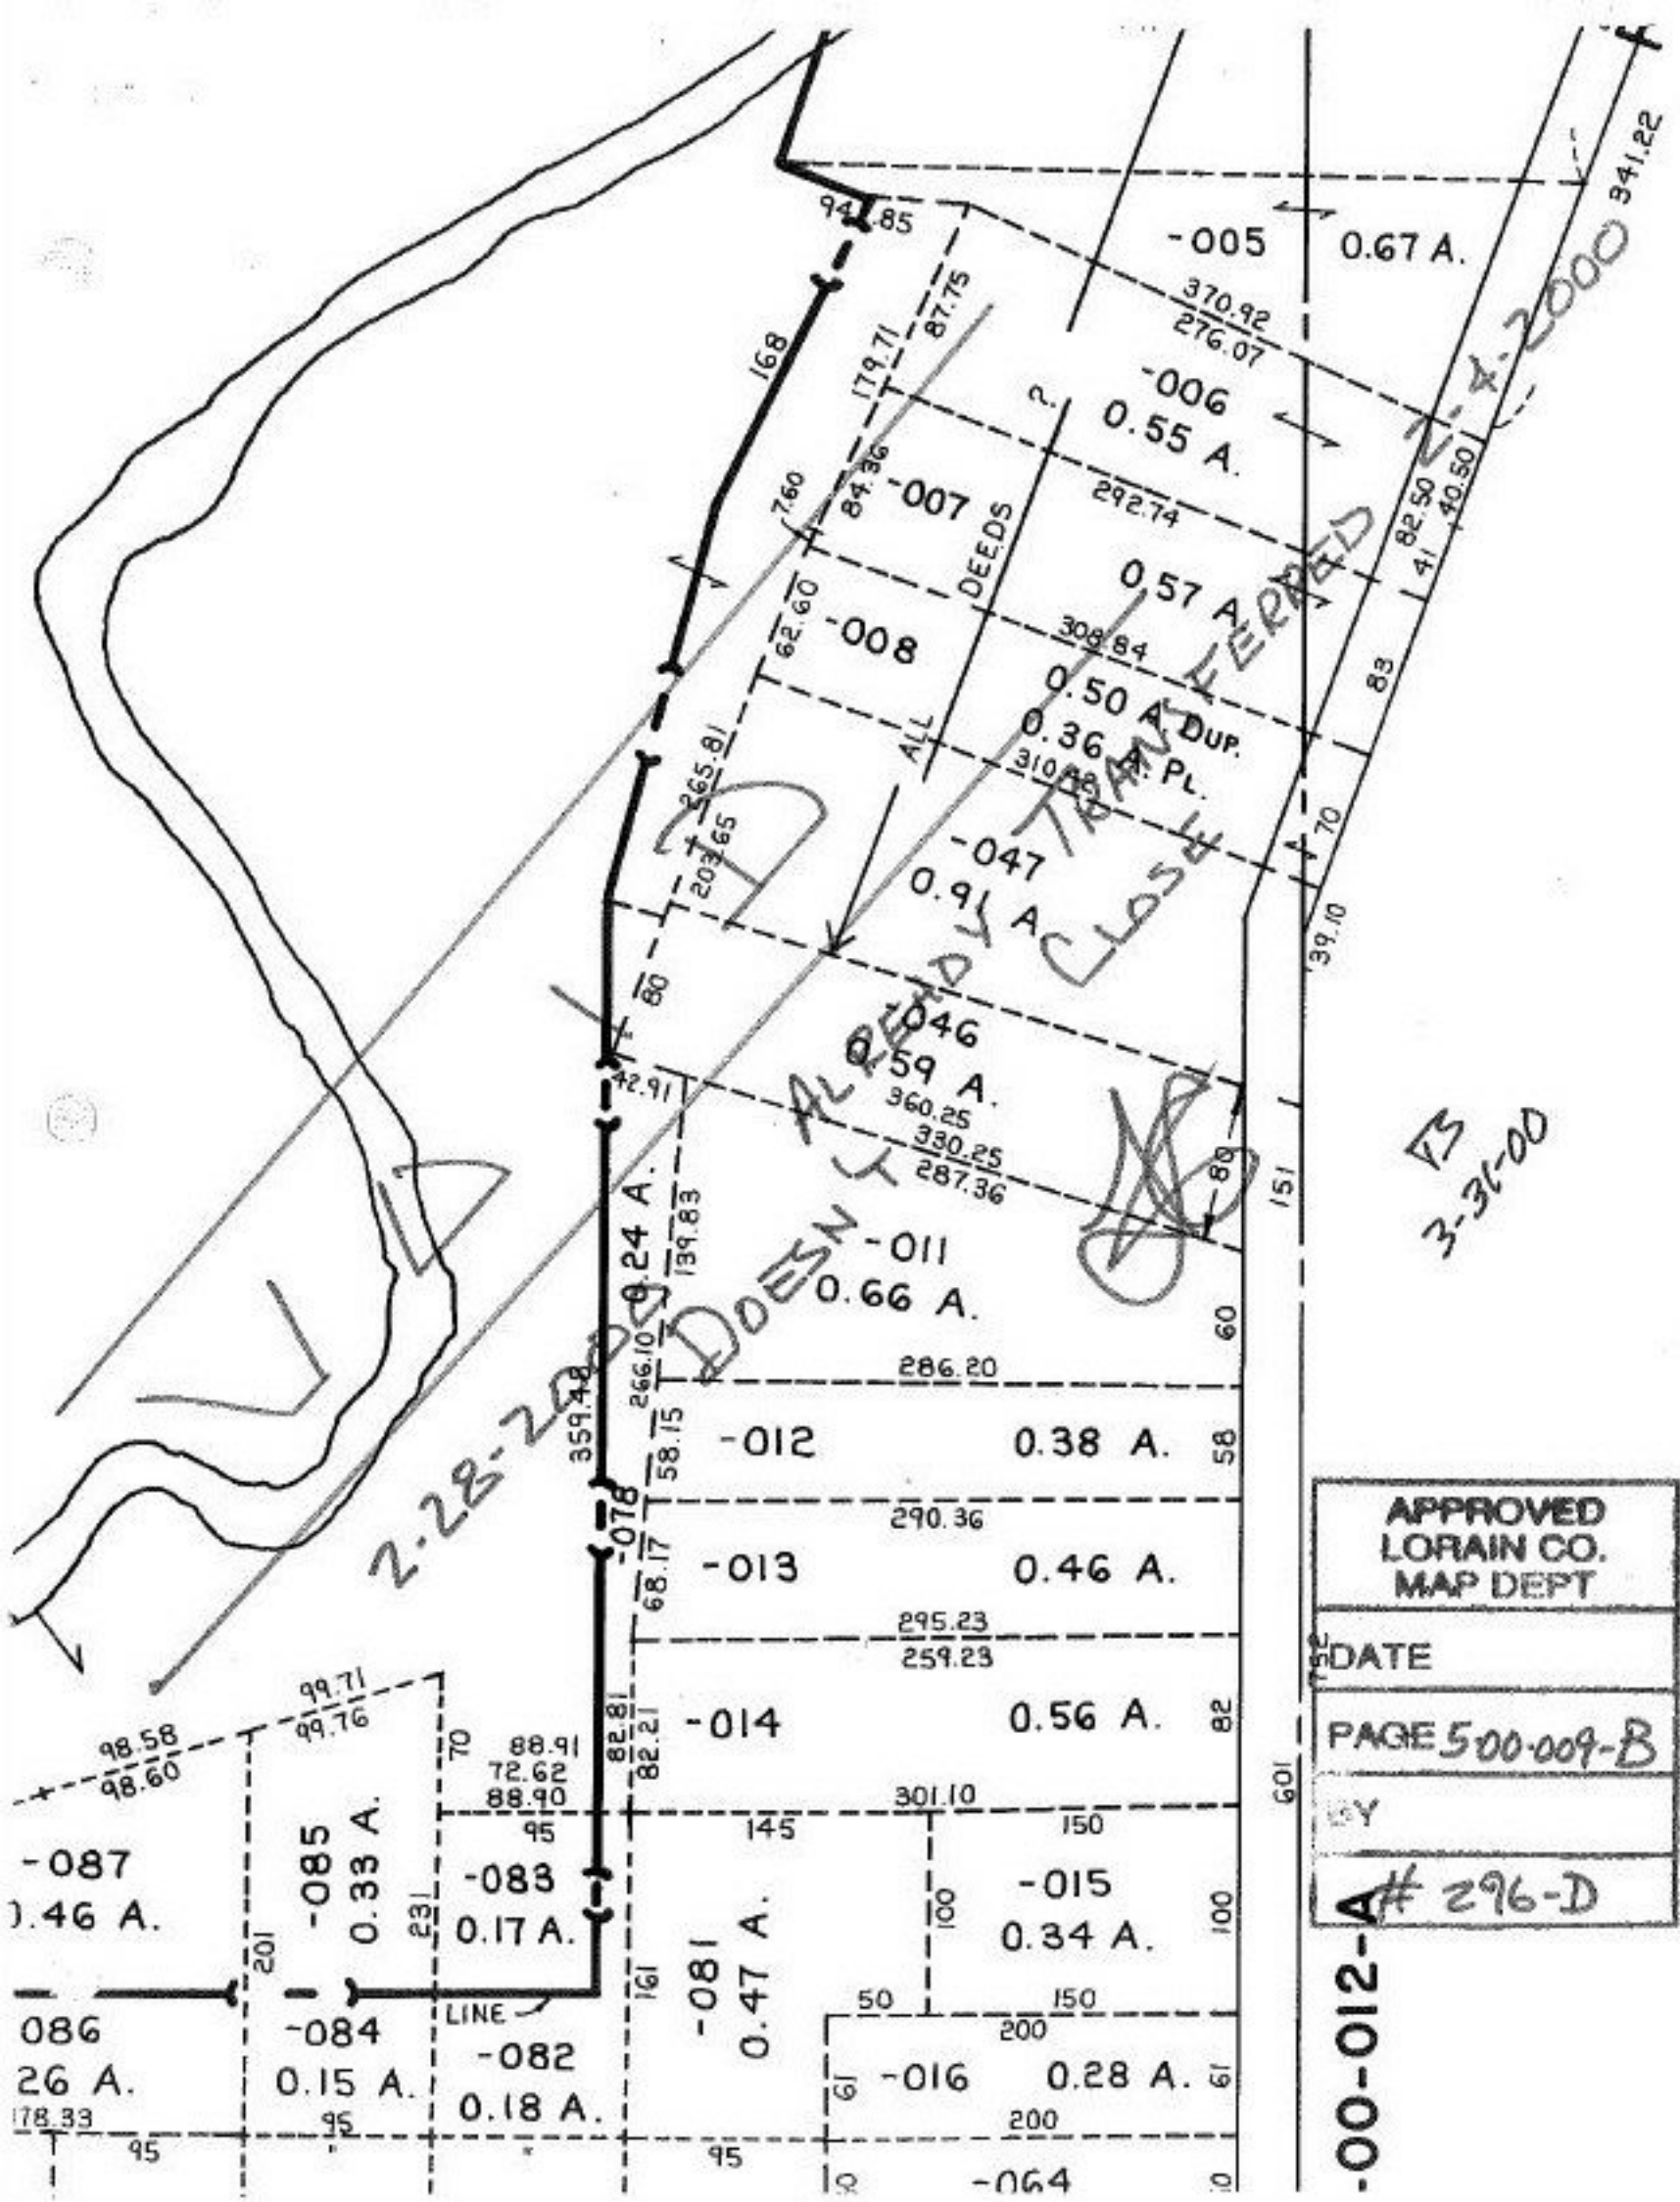 341.22
94.85
-005 0.67 A.
370.92
276.07
87.75
179.71
168
-006
0.55 A.
2-4-2000
292.74
82.50
40.50
41
7.60
84.36
-007
DEEDS
0.57 A
308.84
62.60
-008
0.50 A. DUP.
0.36 A. PL.
83
ALL
265.81
203.65
70
-047
0.91 A
139.10
ALREADY TRANSFERRED
DOESN'T CLOSE
80
-046
0.59 A.
360.25
330.25
287.36
80
151
42.91
3-31-00
0.24 A.
139.83
-011
0.66 A.
60
266.10
286.20
359.48
2-28-2000
58.15
-012 0.38 A.
58
-078
290.36
68.17
-013 0.46 A.
295.23
259.23
82.81
82.21
-014 0.56 A.
82
752
601
APPROVED
LORAIN CO.
MAP DEPT
DATE
PAGE 500-009-B
BY
# 296-D
99.71
99.76
98.58
98.60
70
88.91
72.62
88.90
95
301.10
145 150
-087
-085
0.33 A.
231
201
-083
0.17 A.
161
-081
0.47 A.
100
-015
0.34 A.
100
.46 A.
LINE
50 150
200
086
26 A.
178.33
-084
0.15 A.
-082
0.18 A.
61
-016 0.28 A.
61
200
95
95
95
-064
-00-012-A